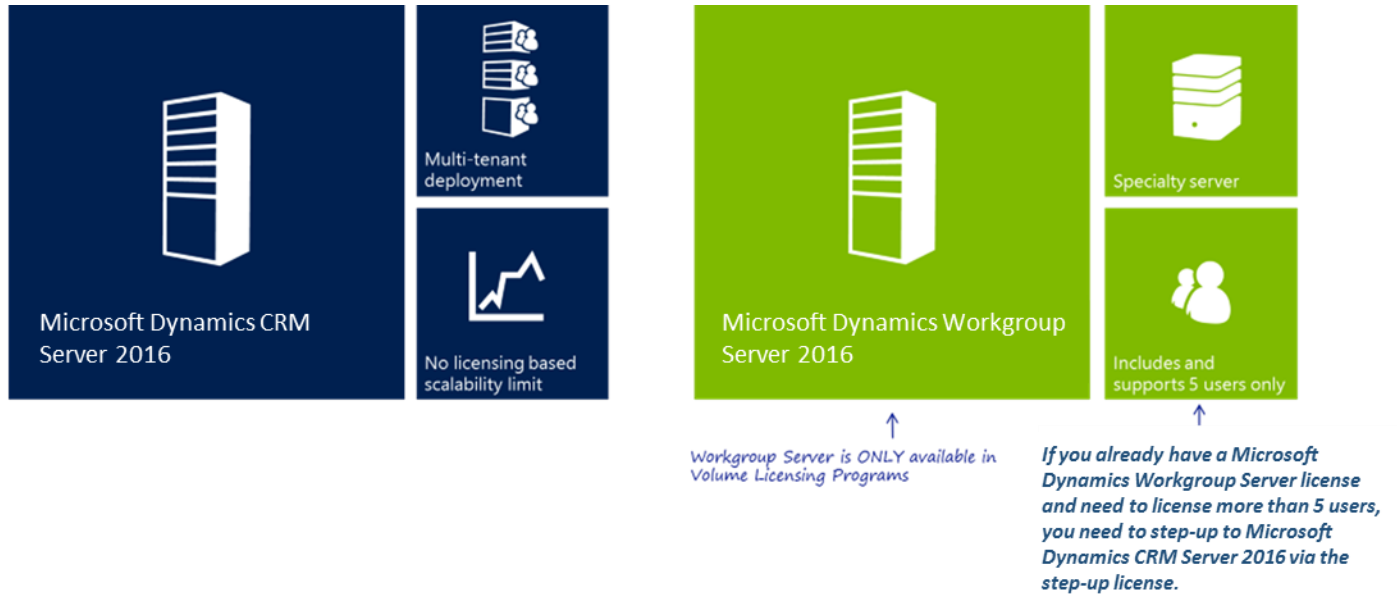 Multi-tenant
deployment
Microsoft Dynamics CRM
Server 2016
No licensing based
scalability limit
Specialty server
Microsoft Dynamics Workgroup
Server 2016
Includes and
supports 5 users only
Workgroup Server is ONLY available in
Volume Licensing Programs
If you already have a Microsoft
Dynamics Workgroup Server license
and need to license more than 5 users,
you need to step-up to Microsoft
Dynamics CRM Server 2016 via the
step-up license.